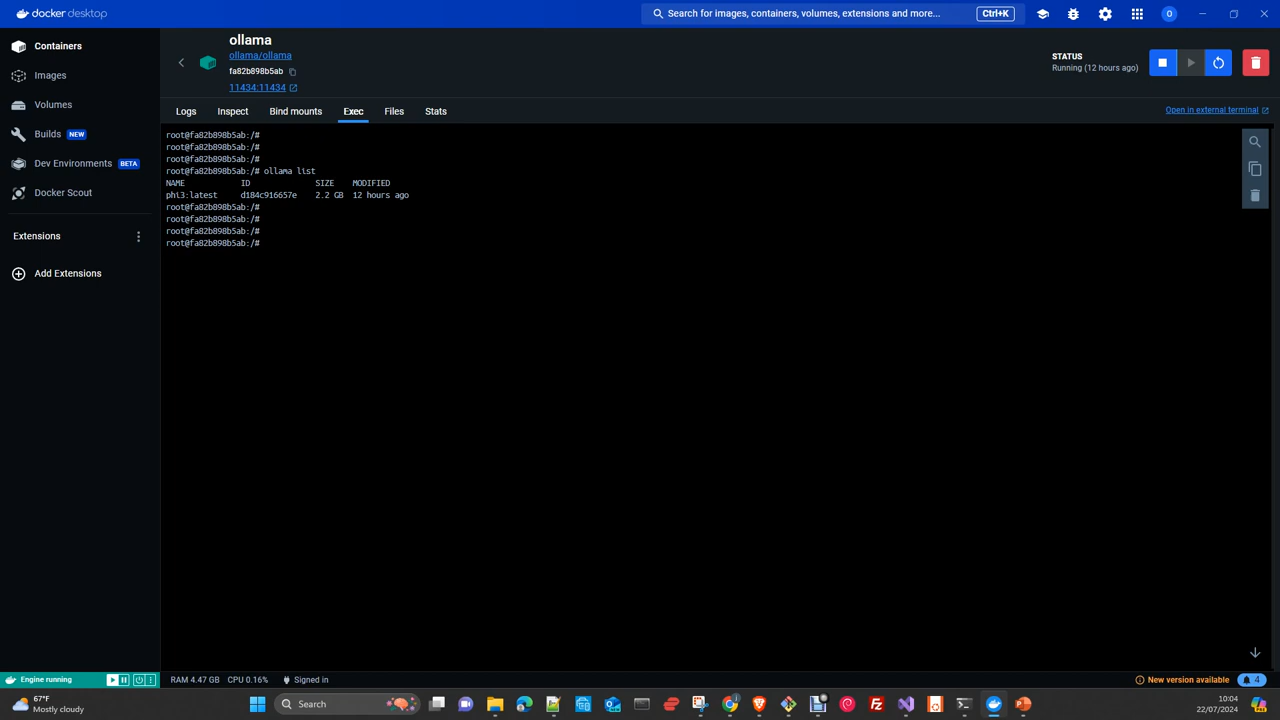 docker desktop
Search for images, containers, volumes, extensions and more... Ctrl+K
O
Containers
Images
Volumes
Builds NEW
Dev Environments BETA
Docker Scout
Extensions
Add Extensions
ollama
ollama/ollama
fa82b898b5ab
11434:11434
STATUS
Running (12 hours ago)
Logs Inspect Bind mounts Exec Files Stats
Open in external terminal
root@fa82b898b5ab:/#
root@fa82b898b5ab:/#
root@fa82b898b5ab:/#
root@fa82b898b5ab:/# ollama list
NAME ID SIZE MODIFIED
phi3:latest d184c916657e 2.2 GB 12 hours ago
root@fa82b898b5ab:/#
root@fa82b898b5ab:/#
root@fa82b898b5ab:/#
root@fa82b898b5ab:/#
Engine running
RAM 4.47 GB CPU 0.16% Signed in
New version available 4
67°F
Mostly cloudy
Search
10:04
22/07/2024